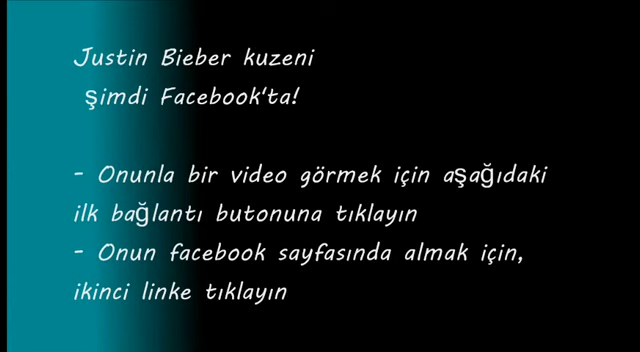 Justin Bieber kuzeni
şimdi Facebook'ta!
- Onunla bir video görmek için aşağıdaki
ilk bağlantı butonuna tıklayın
- Onun facebook sayfasında almak için,
ikinci linke tıklayın